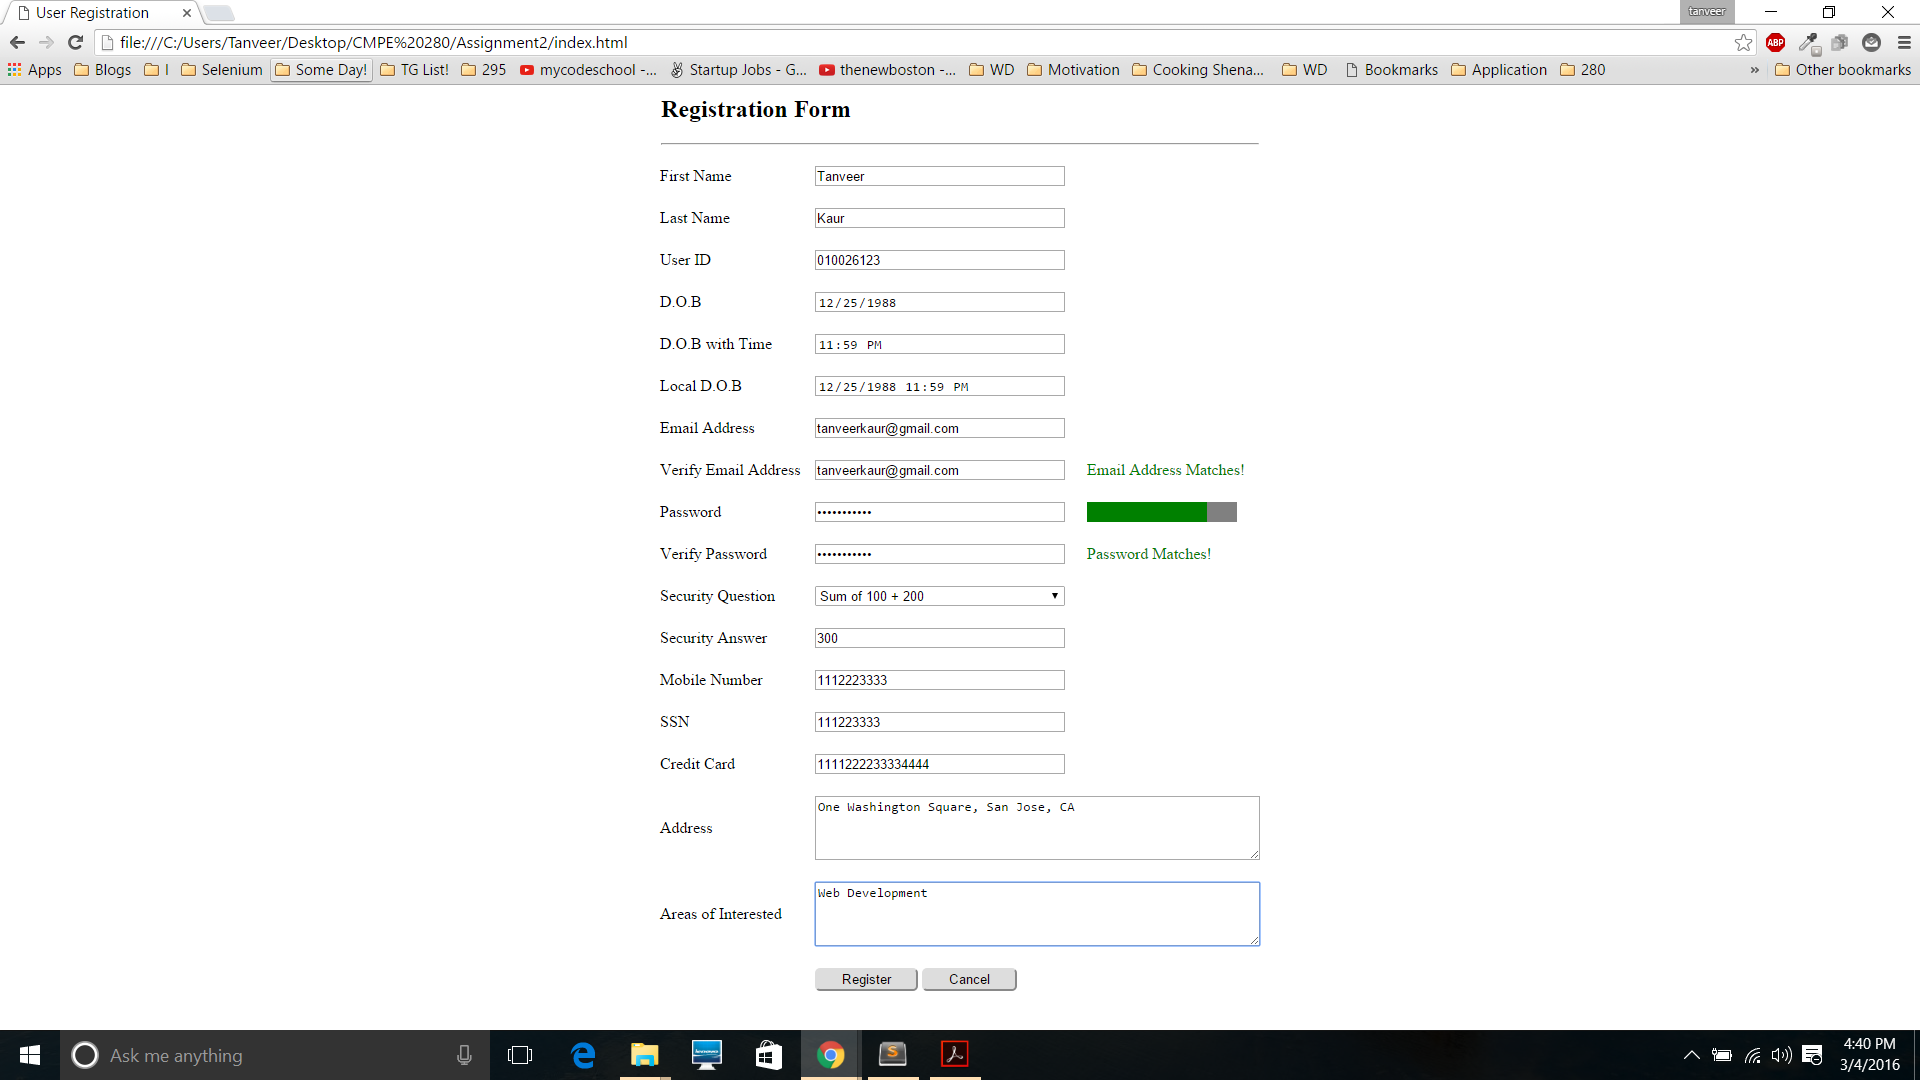 User Registration
tanveer
file:///C:/Users/Tanveer/Desktop/CMPE%20280/Assignment2/index.html
ABP
Apps Blogs I Selenium Some Day! TG List! 295 mycodeschool -... Startup Jobs - G... thenewboston -... WD Motivation Cooking Shena... WD Bookmarks Application 280 » Other bookmarks
Registration Form
First Name Tanveer
Last Name Kaur
User ID 010026123
D.O.B 12/25/1988
D.O.B with Time 11:59 PM
Local D.O.B 12/25/1988 11:59 PM
Email Address tanveerkaur@gmail.com
Verify Email Address tanveerkaur@gmail.com Email Address Matches!
Password •••••••••••
Verify Password ••••••••••• Password Matches!
Security Question Sum of 100 + 200
Security Answer 300
Mobile Number 1112223333
SSN 111223333
Credit Card 1111222233334444
Address One Washington Square, San Jose, CA
Areas of Interested Web Development
Register Cancel
Ask me anything
4:40 PM
3/4/2016